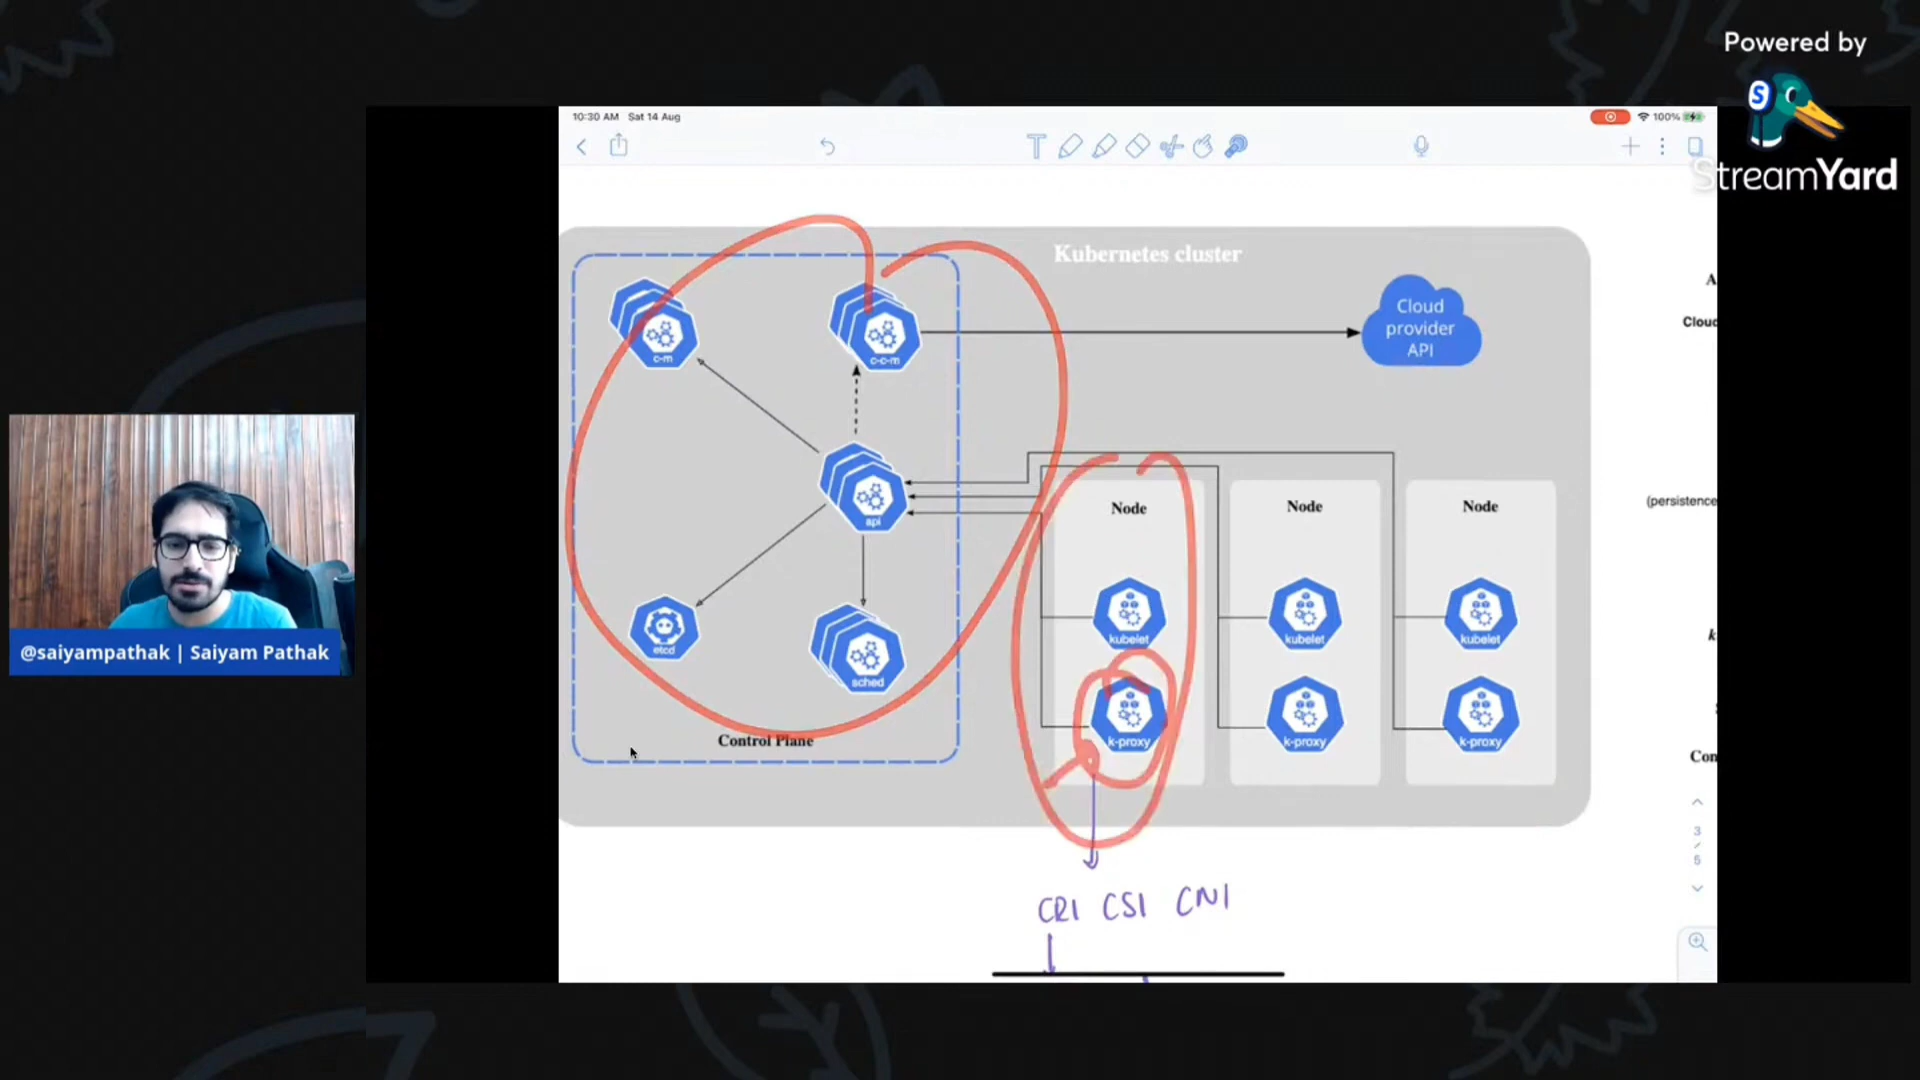 Powered by
StreamYard
10:30 AM Sat 14 Aug
100%
Kubernetes cluster
c-m
c-c-m
Cloud
provider
API
api
etcd
sched
Control Plane
Node
kubelet
k-proxy
Node
kubelet
k-proxy
Node
kubelet
k-proxy
CRI CSI CNI
A
Clou
(persistence
k
Con
3
/
5
@saiyampathak | Saiyam Pathak